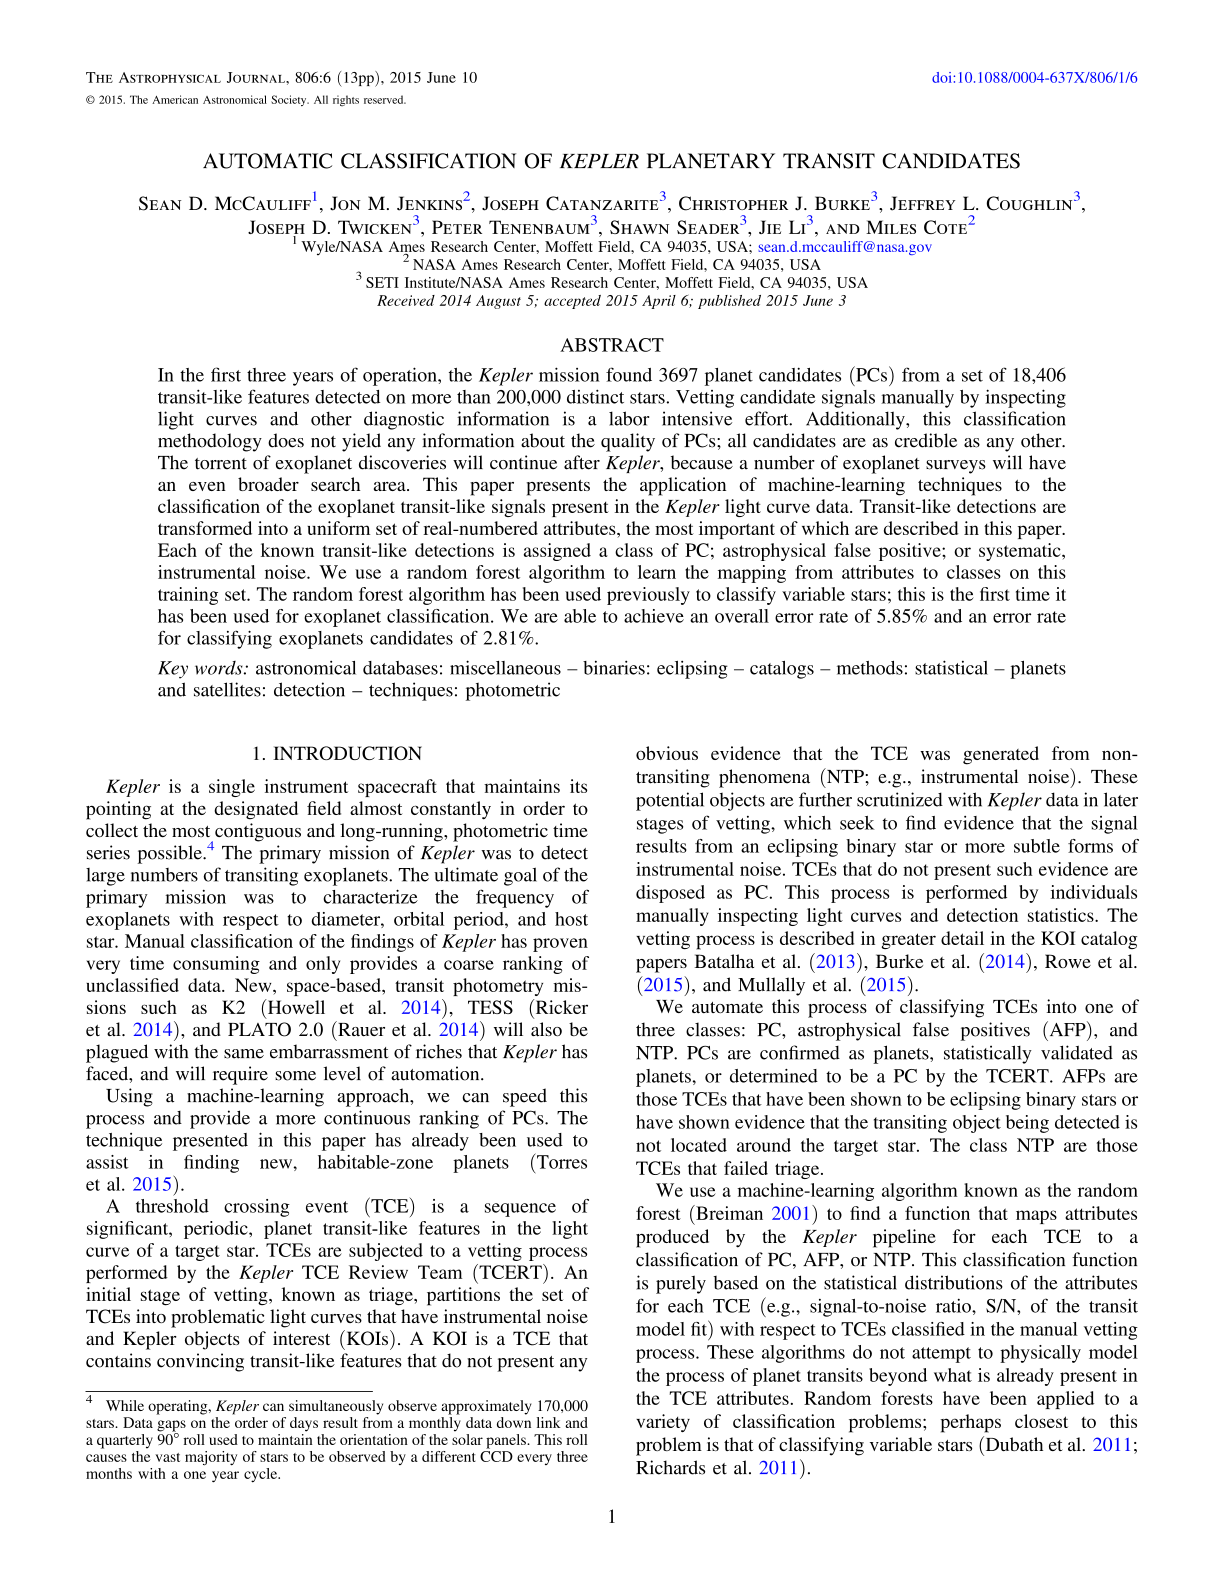 THE ASTROPHYSICAL JOURNAL, 806:6 (13pp), 2015 June 10
doi:10.1088/0004-637X/806/1/6
© 2015. The American Astronomical Society. All rights reserved.
AUTOMATIC CLASSIFICATION OF KEPLER PLANETARY TRANSIT CANDIDATES
SEAN D. MCCAULIFF1, JON M. JENKINS2, JOSEPH CATANZARITE3, CHRISTOPHER J. BURKE3, JEFFREY L. COUGHLIN3,
JOSEPH D. TWICKEN3, PETER TENENBAUM3, SHAWN SEADER3, JIE LI3, AND MILES COTE2
1 Wyle/NASA Ames Research Center, Moffett Field, CA 94035, USA; sean.d.mccauliff@nasa.gov
2 NASA Ames Research Center, Moffett Field, CA 94035, USA
3 SETI Institute/NASA Ames Research Center, Moffett Field, CA 94035, USA
Received 2014 August 5; accepted 2015 April 6; published 2015 June 3
ABSTRACT
In the first three years of operation, the Kepler mission found 3697 planet candidates (PCs) from a set of 18,406
transit-like features detected on more than 200,000 distinct stars. Vetting candidate signals manually by inspecting
light curves and other diagnostic information is a labor intensive effort. Additionally, this classification
methodology does not yield any information about the quality of PCs; all candidates are as credible as any other.
The torrent of exoplanet discoveries will continue after Kepler, because a number of exoplanet surveys will have
an even broader search area. This paper presents the application of machine-learning techniques to the
classification of the exoplanet transit-like signals present in the Kepler light curve data. Transit-like detections are
transformed into a uniform set of real-numbered attributes, the most important of which are described in this paper.
Each of the known transit-like detections is assigned a class of PC; astrophysical false positive; or systematic,
instrumental noise. We use a random forest algorithm to learn the mapping from attributes to classes on this
training set. The random forest algorithm has been used previously to classify variable stars; this is the first time it
has been used for exoplanet classification. We are able to achieve an overall error rate of 5.85% and an error rate
for classifying exoplanets candidates of 2.81%.
Key words: astronomical databases: miscellaneous – binaries: eclipsing – catalogs – methods: statistical – planets
and satellites: detection – techniques: photometric
1. INTRODUCTION
Kepler is a single instrument spacecraft that maintains its
pointing at the designated field almost constantly in order to
collect the most contiguous and long-running, photometric time
series possible.4 The primary mission of Kepler was to detect
large numbers of transiting exoplanets. The ultimate goal of the
primary mission was to characterize the frequency of
exoplanets with respect to diameter, orbital period, and host
star. Manual classification of the findings of Kepler has proven
very time consuming and only provides a coarse ranking of
unclassified data. New, space-based, transit photometry mis-
sions such as K2 (Howell et al. 2014), TESS (Ricker
et al. 2014), and PLATO 2.0 (Rauer et al. 2014) will also be
plagued with the same embarrassment of riches that Kepler has
faced, and will require some level of automation.
Using a machine-learning approach, we can speed this
process and provide a more continuous ranking of PCs. The
technique presented in this paper has already been used to
assist in finding new, habitable-zone planets (Torres
et al. 2015).
A threshold crossing event (TCE) is a sequence of
significant, periodic, planet transit-like features in the light
curve of a target star. TCEs are subjected to a vetting process
performed by the Kepler TCE Review Team (TCERT). An
initial stage of vetting, known as triage, partitions the set of
TCEs into problematic light curves that have instrumental noise
and Kepler objects of interest (KOIs). A KOI is a TCE that
contains convincing transit-like features that do not present any
4 While operating, Kepler can simultaneously observe approximately 170,000
stars. Data gaps on the order of days result from a monthly data down link and
a quarterly 90° roll used to maintain the orientation of the solar panels. This roll
causes the vast majority of stars to be observed by a different CCD every three
months with a one year cycle.
obvious evidence that the TCE was generated from non-
transiting phenomena (NTP; e.g., instrumental noise). These
potential objects are further scrutinized with Kepler data in later
stages of vetting, which seek to find evidence that the signal
results from an eclipsing binary star or more subtle forms of
instrumental noise. TCEs that do not present such evidence are
disposed as PC. This process is performed by individuals
manually inspecting light curves and detection statistics. The
vetting process is described in greater detail in the KOI catalog
papers Batalha et al. (2013), Burke et al. (2014), Rowe et al.
(2015), and Mullally et al. (2015).
We automate this process of classifying TCEs into one of
three classes: PC, astrophysical false positives (AFP), and
NTP. PCs are confirmed as planets, statistically validated as
planets, or determined to be a PC by the TCERT. AFPs are
those TCEs that have been shown to be eclipsing binary stars or
have shown evidence that the transiting object being detected is
not located around the target star. The class NTP are those
TCEs that failed triage.
We use a machine-learning algorithm known as the random
forest (Breiman 2001) to find a function that maps attributes
produced by the Kepler pipeline for each TCE to a
classification of PC, AFP, or NTP. This classification function
is purely based on the statistical distributions of the attributes
for each TCE (e.g., signal-to-noise ratio, S/N, of the transit
model fit) with respect to TCEs classified in the manual vetting
process. These algorithms do not attempt to physically model
the process of planet transits beyond what is already present in
the TCE attributes. Random forests have been applied to a
variety of classification problems; perhaps closest to this
problem is that of classifying variable stars (Dubath et al. 2011;
Richards et al. 2011).
1